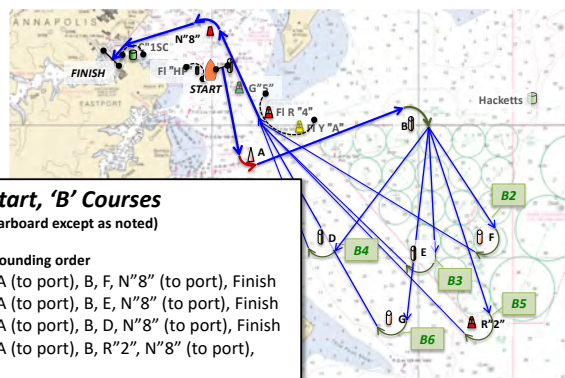 ANNAPOLIS
C"1SC"
N"8"
FINISH
Fl "H"
START
G"5"
EASTPORT
Fl R "4"
Fl Y "A"
Hacketts
B
A
B2
tart, ‘B’ Courses
arboard except as noted)
D
F
B4
E
B3
ounding order
A (to port), B, F, N”8” (to port), Finish
A (to port), B, E, N”8” (to port), Finish
A (to port), B, D, N”8” (to port), Finish
A (to port), B, R”2”, N”8” (to port),
B5
G
R"2"
B6